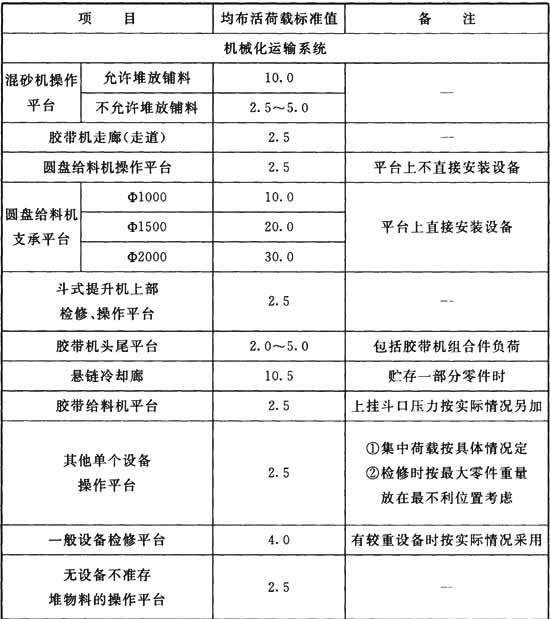 项 目 均布活荷载标准值 备 注
机械化运输系统
混砂机操作平台 允许堆放铺料 10.0 —
不允许堆放铺料 2.5～5.0
胶带机走廊(走道) 2.5 —
圆盘给料机操作平台 2.5 平台上不直接安装设备
圆盘给料机支承平台 Φ1000 10.0 平台上直接安装设备
Φ1500 20.0
Φ2000 30.0
斗式提升机上部
检修、操作平台 2.5 —
胶带机头尾平台 2.0～5.0 包括胶带机组合件负荷
悬链冷却廊 10.5 贮存一部分零件时
胶带给料机平台 2.5 上挂斗口压力按实际情况另加
其他单个设备
操作平台 2.5 ①集中荷载按具体情况定
②检修时按最大零件重量
放在最不利位置考虑
一般设备检修平台 4.0 有较重设备时按实际情况采用
无设备不准存
堆物料的操作平台 2.5 —